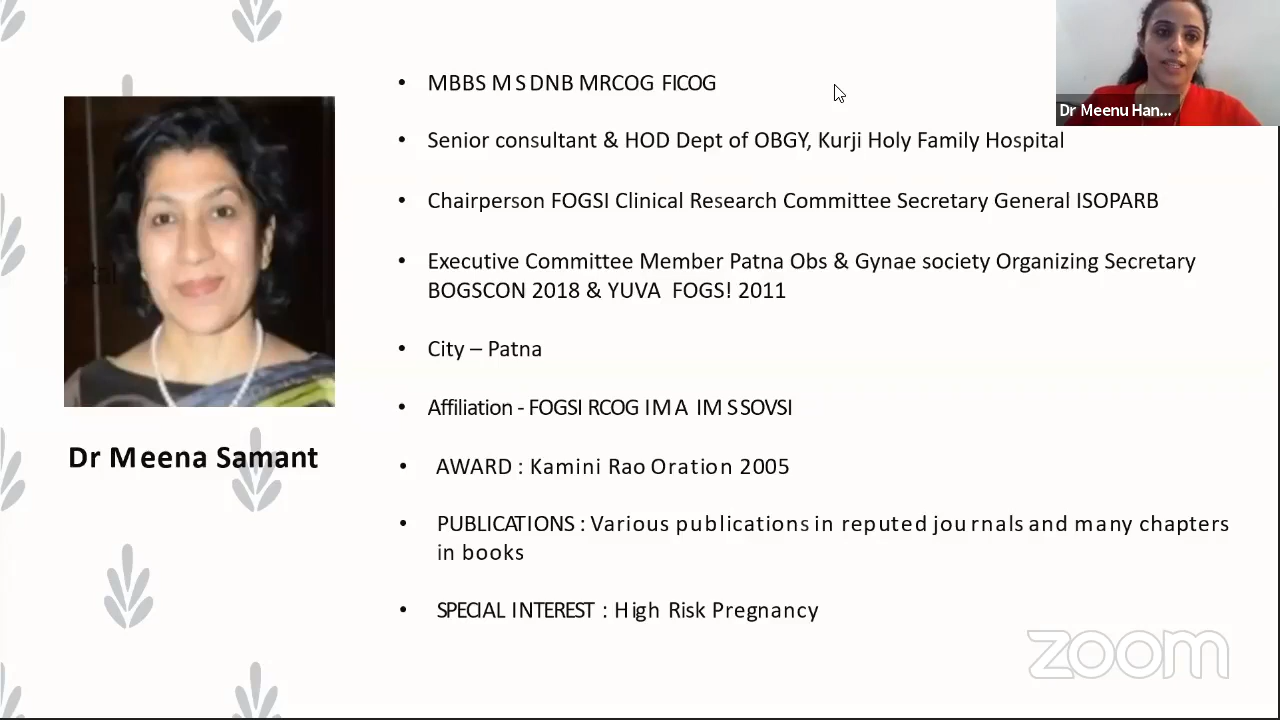 MBBS M S DNB MRCOG FICOG
Dr Meenu Han...
Senior consultant & HOD Dept of OBGY, Kurji Holy Family Hospital
Chairperson FOGSI Clinical Research Committee Secretary General ISOPARB
Executive Committee Member Patna Obs & Gynae society Organizing Secretary
BOGSCON 2018 & YUVA FOGS! 2011
City – Patna
Affiliation - FOGSI RCOG IMA IMS SOVSI
Dr Meena Samant
AWARD : Kamini Rao Oration 2005
PUBLICATIONS : Various publications in reputed journals and many chapters
in books
SPECIAL INTEREST : High Risk Pregnancy
zoom